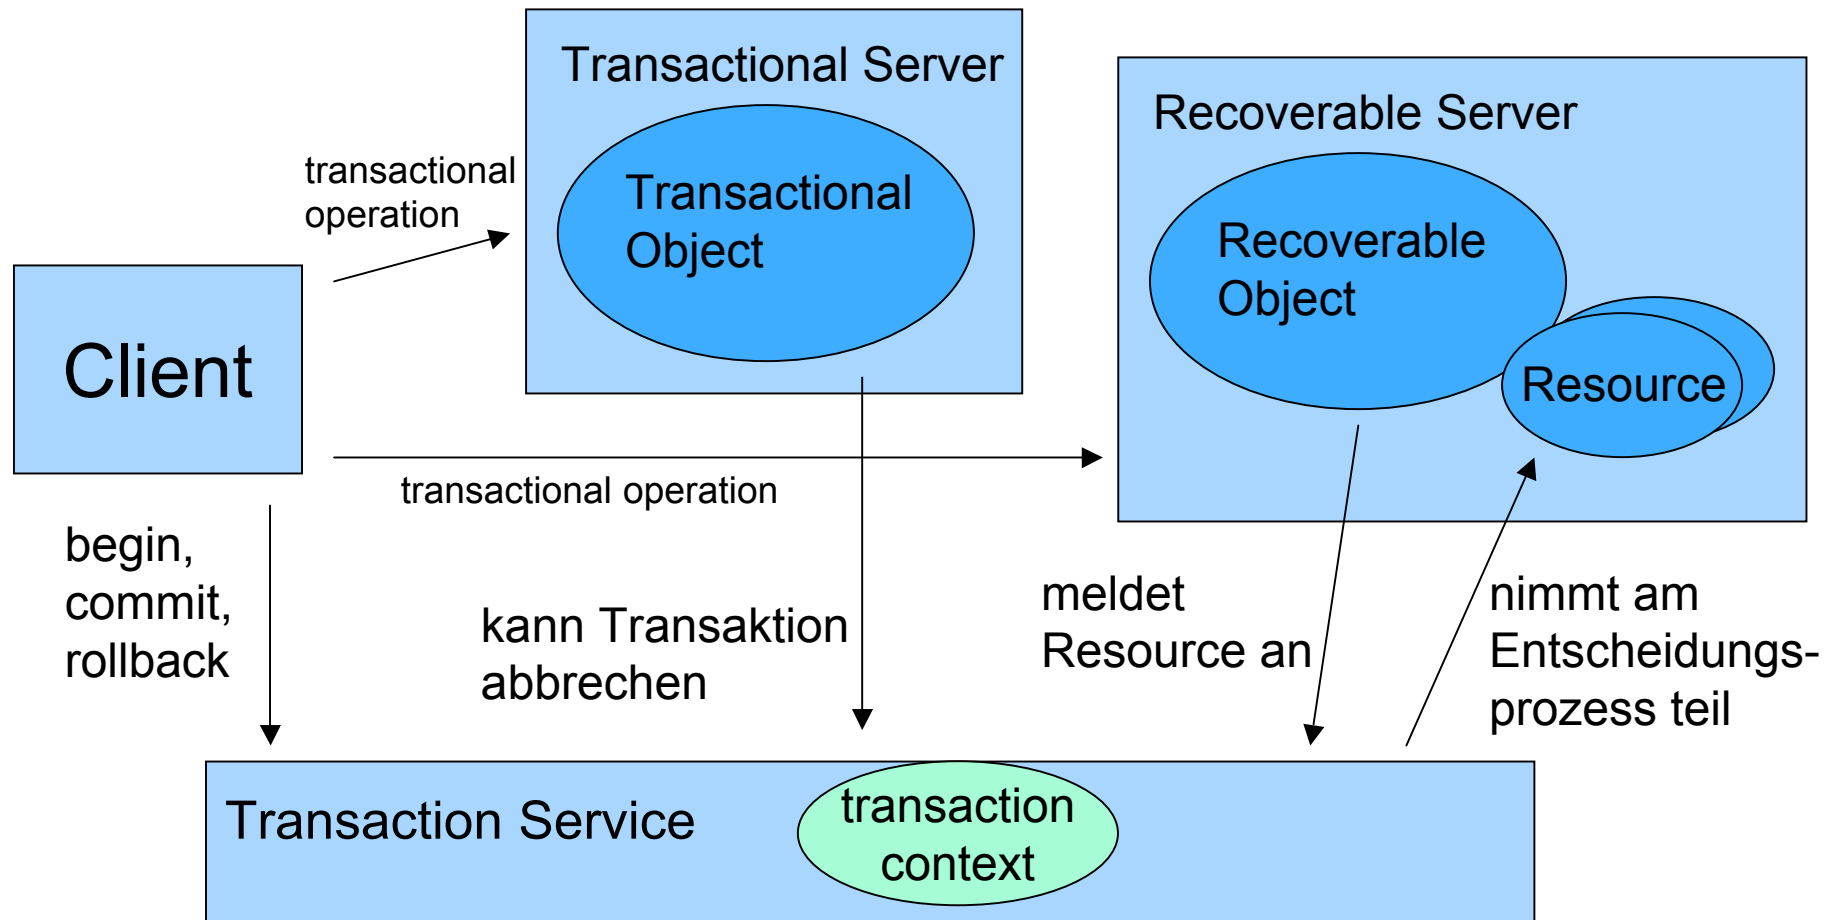 Transactional Server
Recoverable Server
transactional
operation
Transactional
Object
Recoverable
Object
Client
Resource
transactional operation
begin,
commit,
rollback
kann Transaktion
abbrechen
meldet
Resource an
nimmt am
Entscheidungs-
prozess teil
Transaction Service
transaction
context